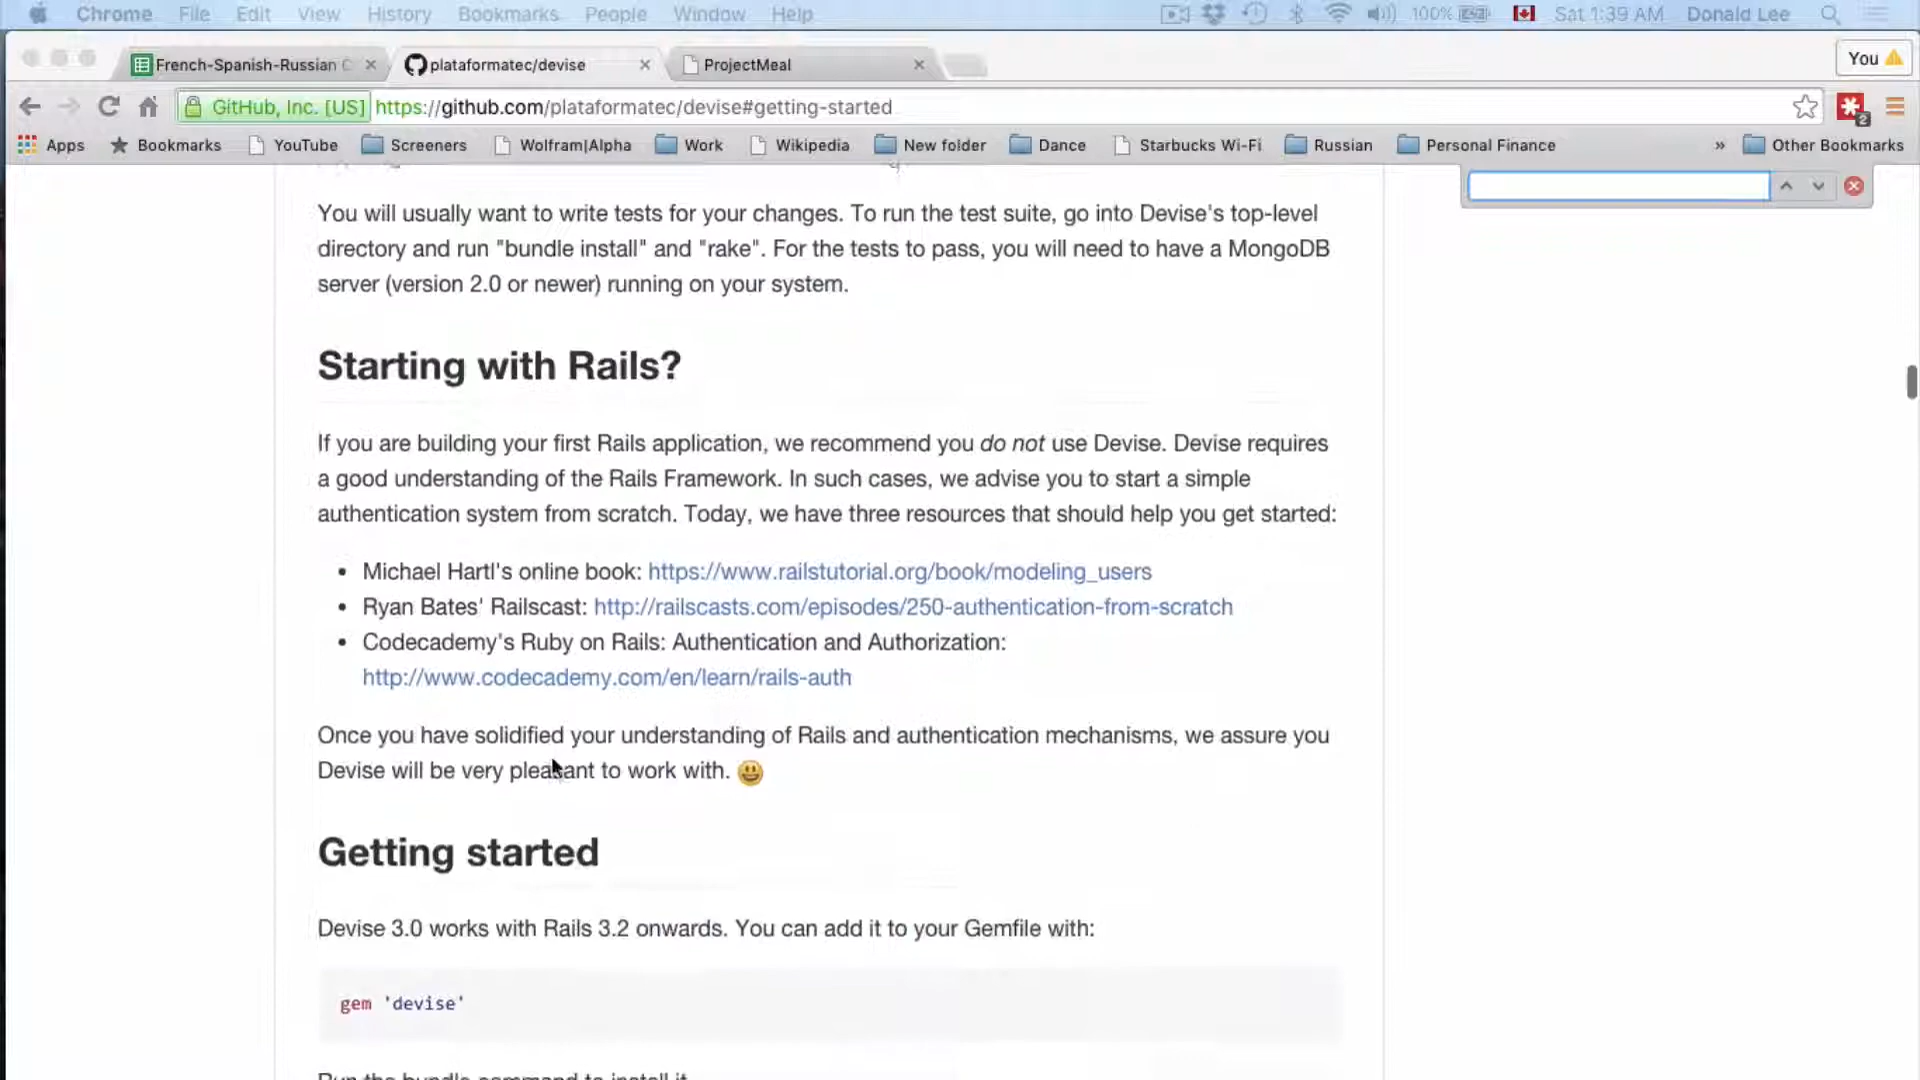 Chrome File Edit View History Bookmarks People Window Help 100% Sat 1:39 AM Donald Lee
French-Spanish-Russian plataformatec/devise ProjectMeal You
GitHub, Inc. [US] https://github.com/plataformatec/devise#getting-started 2
Apps Bookmarks YouTube Screeners Wolfram|Alpha Work Wikipedia New folder Dance Starbucks Wi-Fi Russian Personal Finance » Other Bookmarks
You will usually want to write tests for your changes. To run the test suite, go into Devise's top-level
directory and run "bundle install" and "rake". For the tests to pass, you will need to have a MongoDB
server (version 2.0 or newer) running on your system.
Starting with Rails?
If you are building your first Rails application, we recommend you do not use Devise. Devise requires
a good understanding of the Rails Framework. In such cases, we advise you to start a simple
authentication system from scratch. Today, we have three resources that should help you get started:
• Michael Hartl's online book: https://www.railstutorial.org/book/modeling_users
• Ryan Bates' Railscast: http://railscasts.com/episodes/250-authentication-from-scratch
• Codecademy's Ruby on Rails: Authentication and Authorization:
http://www.codecademy.com/en/learn/rails-auth
Once you have solidified your understanding of Rails and authentication mechanisms, we assure you
Devise will be very pleasant to work with. 😃
Getting started
Devise 3.0 works with Rails 3.2 onwards. You can add it to your Gemfile with:
gem 'devise'
Run the bundle command to install it